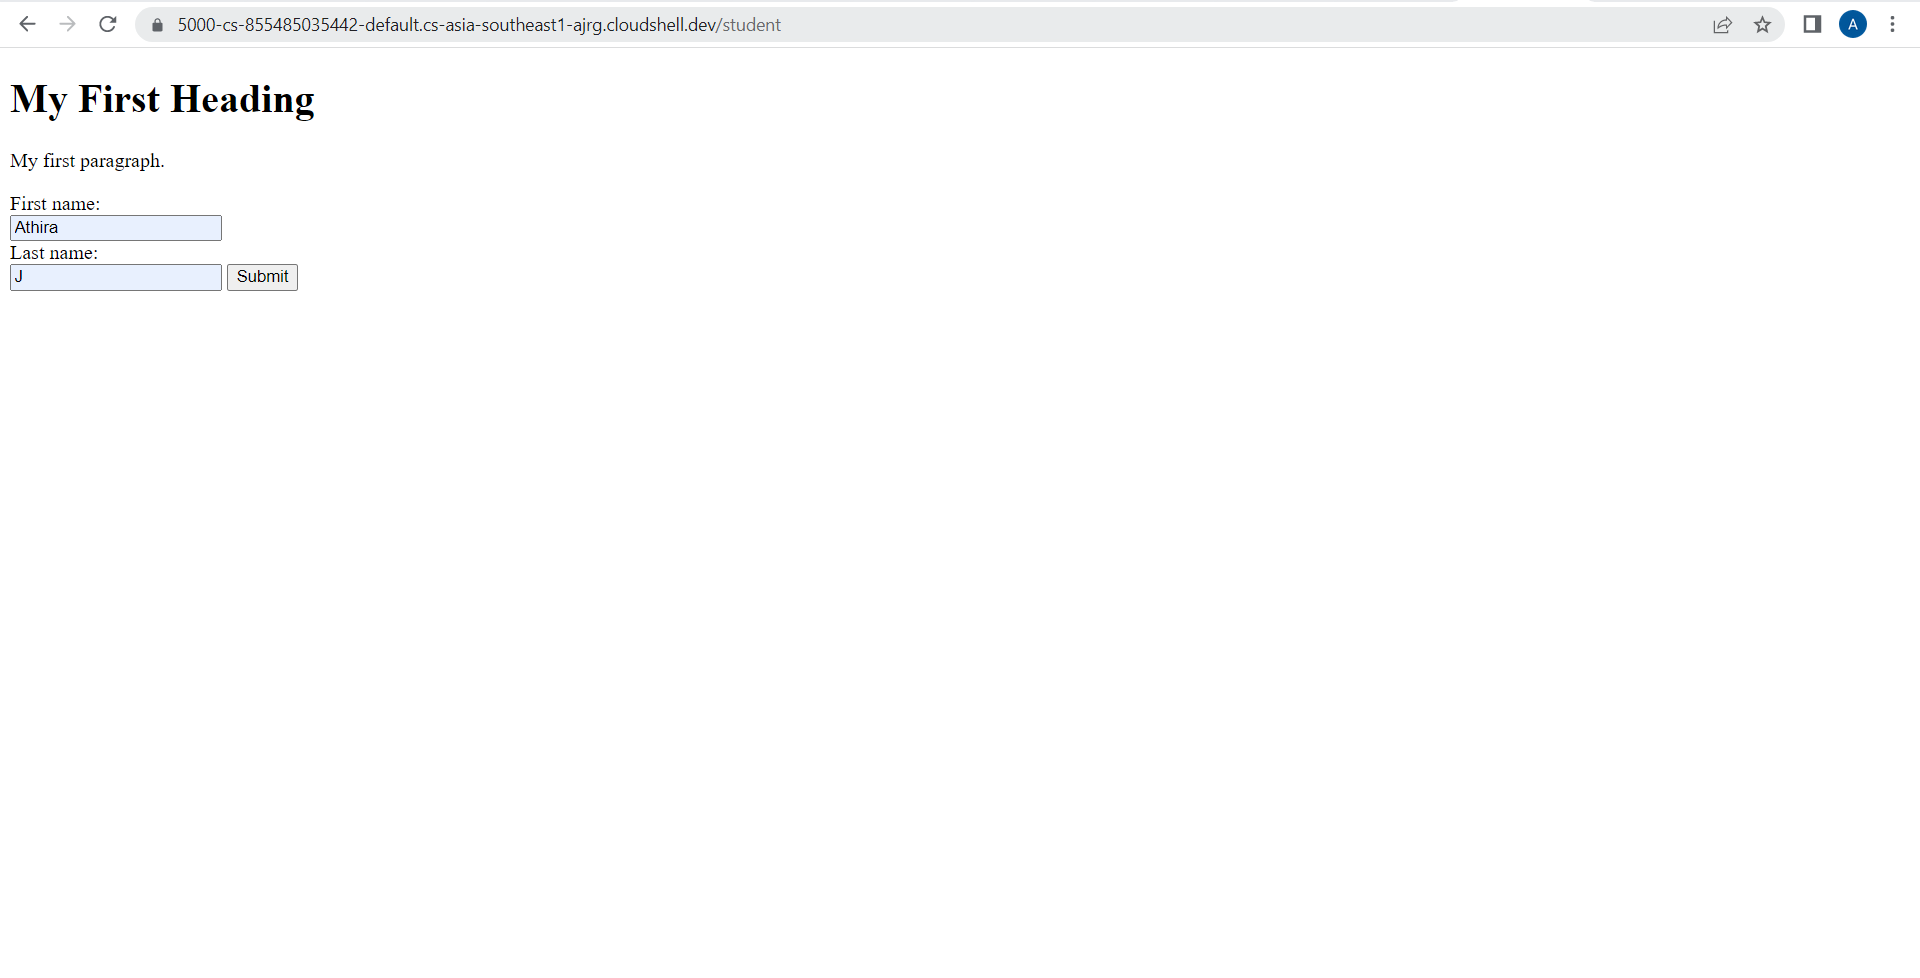 5000-cs-855485035442-default.cs-asia-southeast1-ajrg.cloudshell.dev/student
A
My First Heading
My first paragraph.
First name:
Athira
Last name:
J Submit